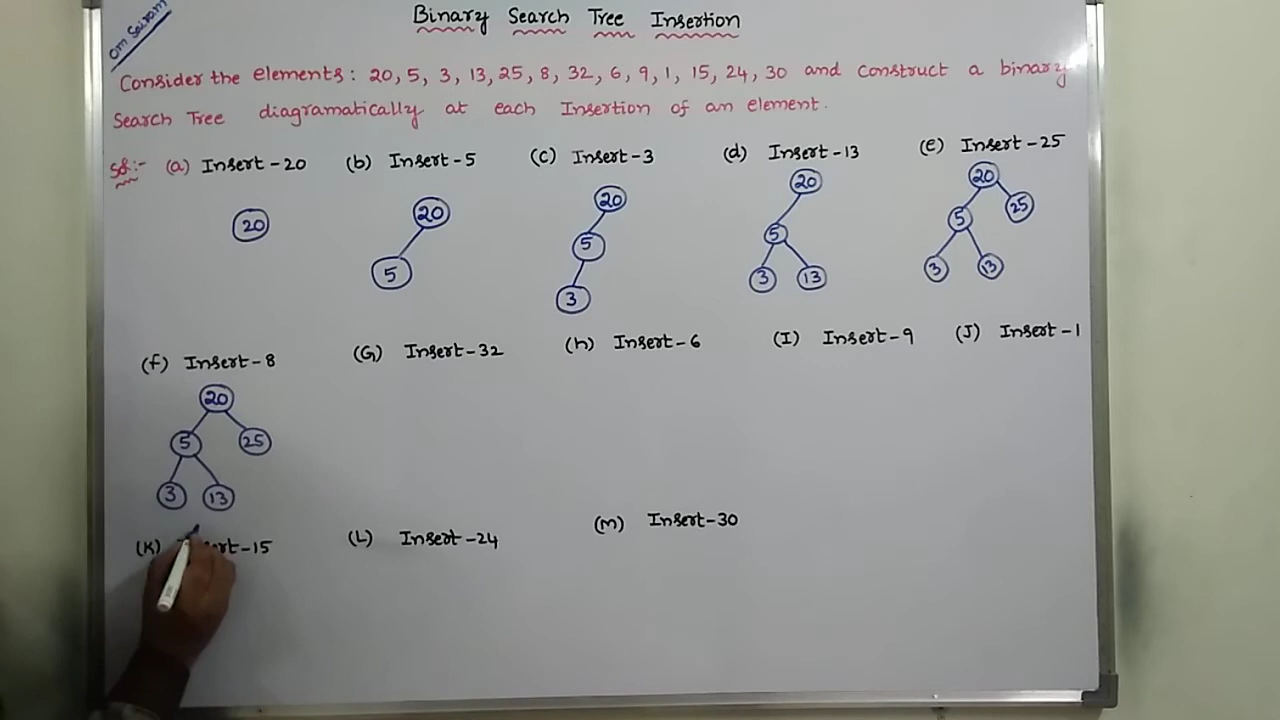 Om Sairam
Binary Search Tree Insertion
Consider the elements: 20, 5, 3, 13, 25, 8, 32, 6, 9, 1, 15, 24, 30 and construct a binary
Search Tree diagramatically at each Insertion of an element.
Sol:- (a) Insert-20 (b) Insert-5 (c) Insert-3 (d) Insert-13 (e) Insert-25
20
20
5
20
5
3
20
5
3 13
20
5 25
3 13
(f) Insert-8 (G) Insert-32 (h) Insert-6 (I) Insert-9 (J) Insert-1
20
5 25
3 13
(K) -15 (L) Insert-24 (M) Insert-30